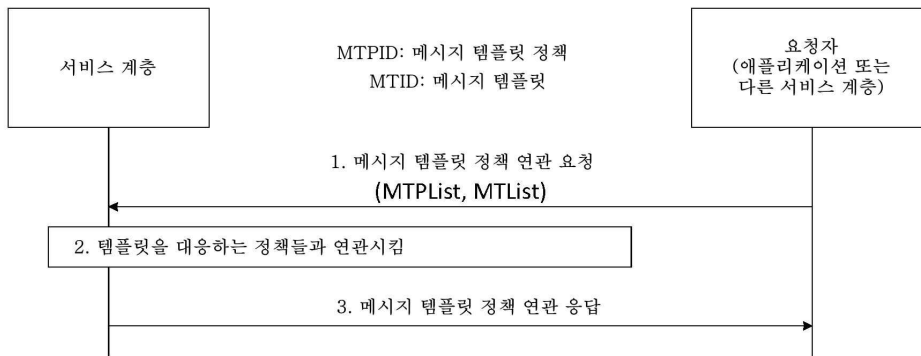 서비스 계층
MTPID: 메시지 템플릿 정책
MTID: 메시지 템플릿
요청자
(애플리케이션 또는
다른 서비스 계층)
1. 메시지 템플릿 정책 연관 요청
(MTPList, MTList)
2. 템플릿을 대응하는 정책들과 연관시킴
3. 메시지 템플릿 정책 연관 응답